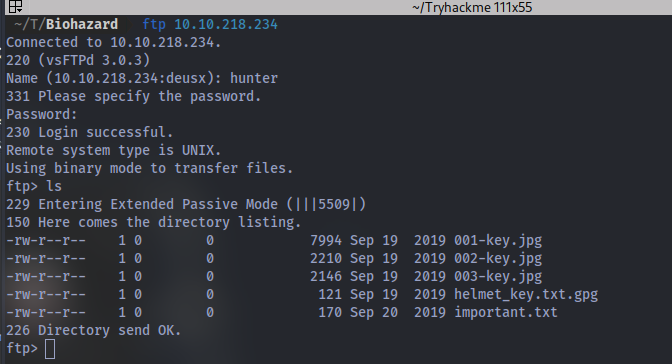 ~/Tryhackme 111x55
~/T/Biohazard ftp 10.10.218.234
Connected to 10.10.218.234.
220 (vsFTPd 3.0.3)
Name (10.10.218.234:deusx): hunter
331 Please specify the password.
Password:
230 Login successful.
Remote system type is UNIX.
Using binary mode to transfer files.
ftp> ls
229 Entering Extended Passive Mode (|||5509|)
150 Here comes the directory listing.
-rw-r--r-- 1 0 0 7994 Sep 19 2019 001-key.jpg
-rw-r--r-- 1 0 0 2210 Sep 19 2019 002-key.jpg
-rw-r--r-- 1 0 0 2146 Sep 19 2019 003-key.jpg
-rw-r--r-- 1 0 0 121 Sep 19 2019 helmet_key.txt.gpg
-rw-r--r-- 1 0 0 170 Sep 20 2019 important.txt
226 Directory send OK.
ftp>